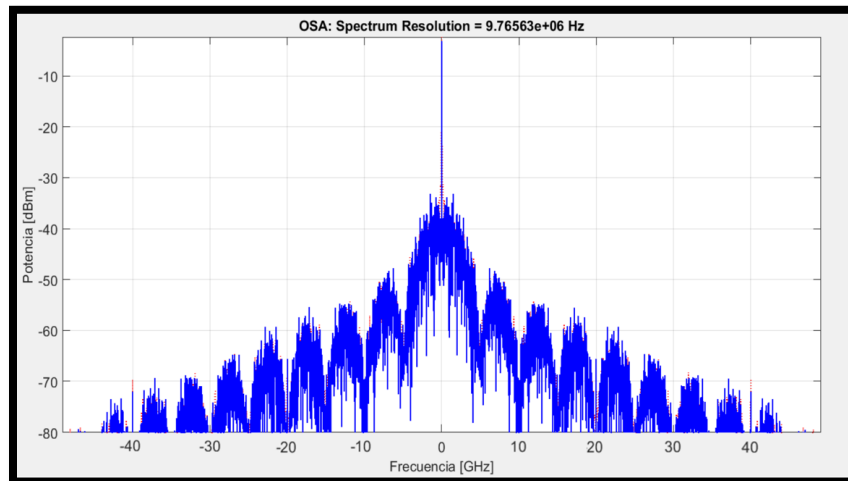 OSA: Spectrum Resolution = 9.76563e+06 Hz
-10
-20
-30
-40
-50
-60
-70
-80
Potencia [dBm]
-40 -30 -20 -10 0 10 20 30 40
Frecuencia [GHz]